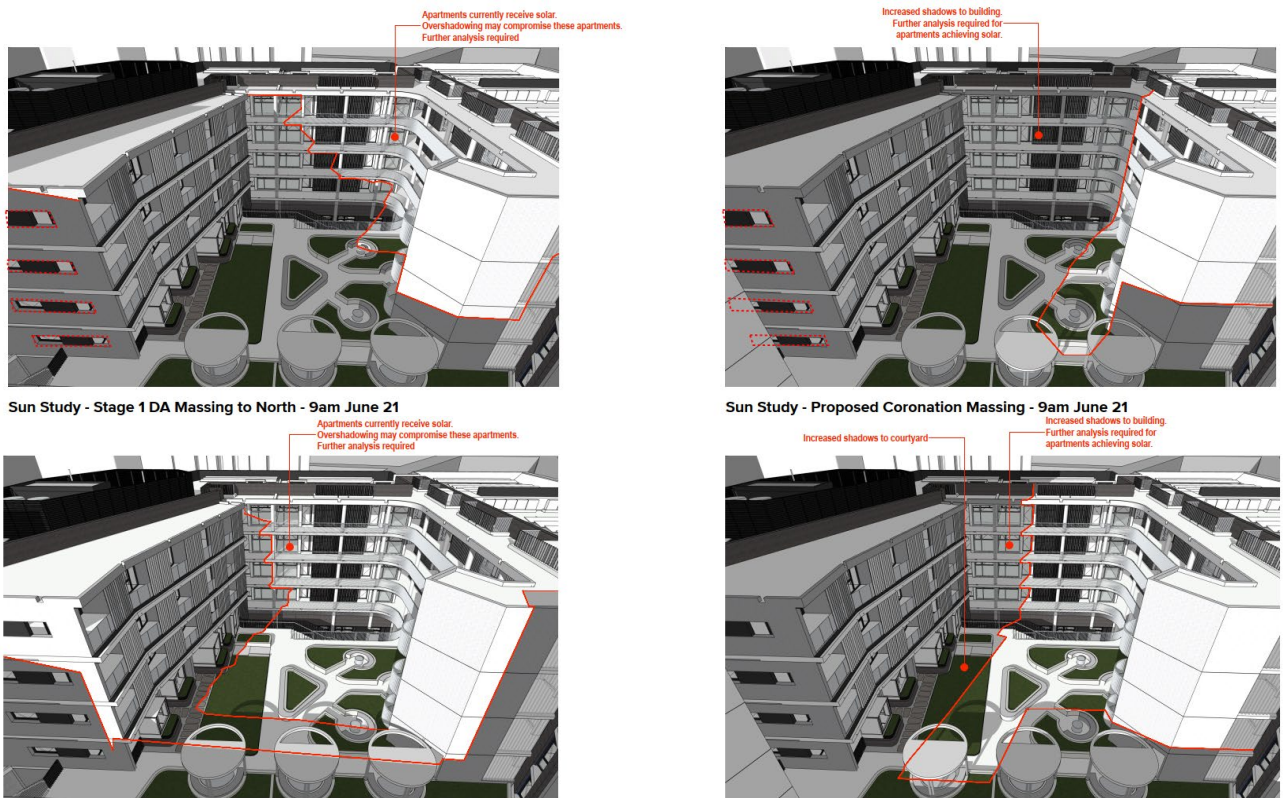 Apartments currently receive solar.
Overshadowing may compromise these apartments.
Further analysis required
Increased shadows to building.
Further analysis required for
apartments achieving solar.
Sun Study - Stage 1 DA Massing to North - 9am June 21
Sun Study - Proposed Coronation Massing - 9am June 21
Apartments currently receive solar.
Overshadowing may compromise these apartments.
Further analysis required
Increased shadows to courtyard
Increased shadows to building.
Further analysis required for
apartments achieving solar.